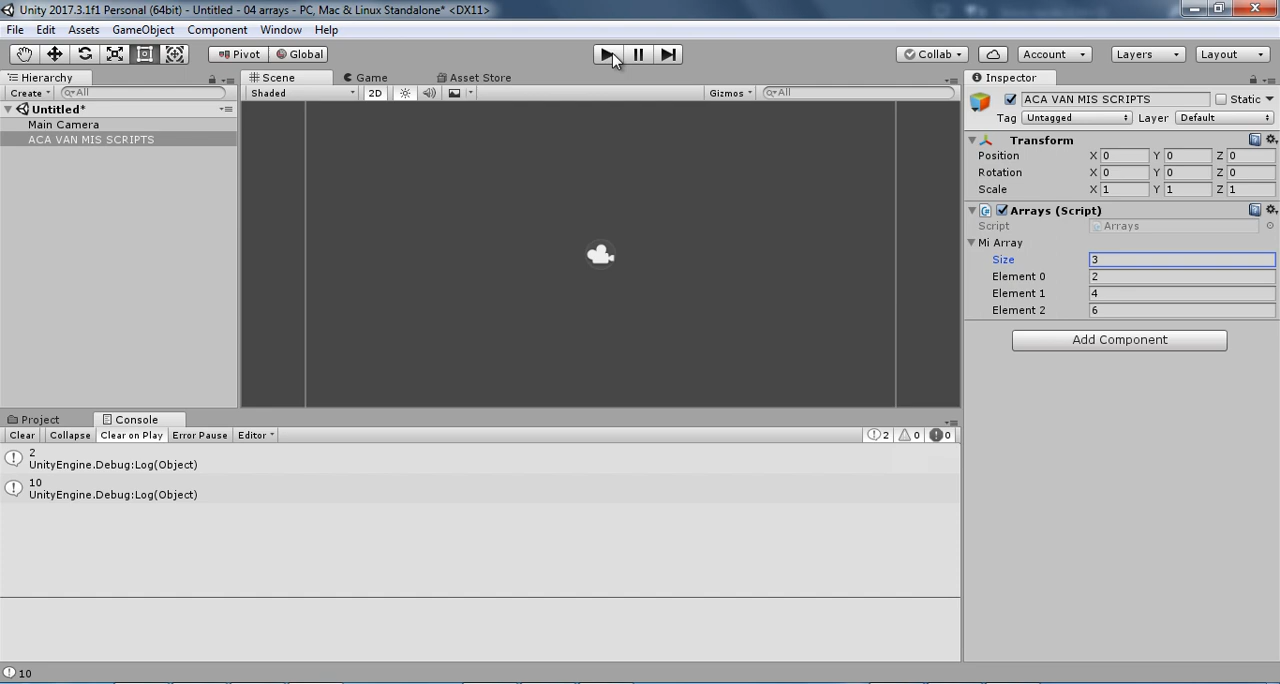 Unity 2017.3.1f1 Personal (64bit) - Untitled - 04 arrays - PC, Mac & Linux Standalone* <DX11>
File Edit Assets GameObject Component Window Help
Pivot Global Collab Account Layers Layout
Hierarchy
Create All
Untitled*
Main Camera
ACA VAN MIS SCRIPTS
Scene Game Asset Store
Shaded 2D Gizmos All
Inspector
ACA VAN MIS SCRIPTS Static
Tag Untagged Layer Default
Transform
Position X 0 Y 0 Z 0
Rotation X 0 Y 0 Z 0
Scale X 1 Y 1 Z 1
Arrays (Script)
Script Arrays
Mi Array
Size 3
Element 0 2
Element 1 4
Element 2 6
Add Component
Project Console
Clear Collapse Clear on Play Error Pause Editor 2 0 0
2
UnityEngine.Debug:Log(Object)
10
UnityEngine.Debug:Log(Object)
10